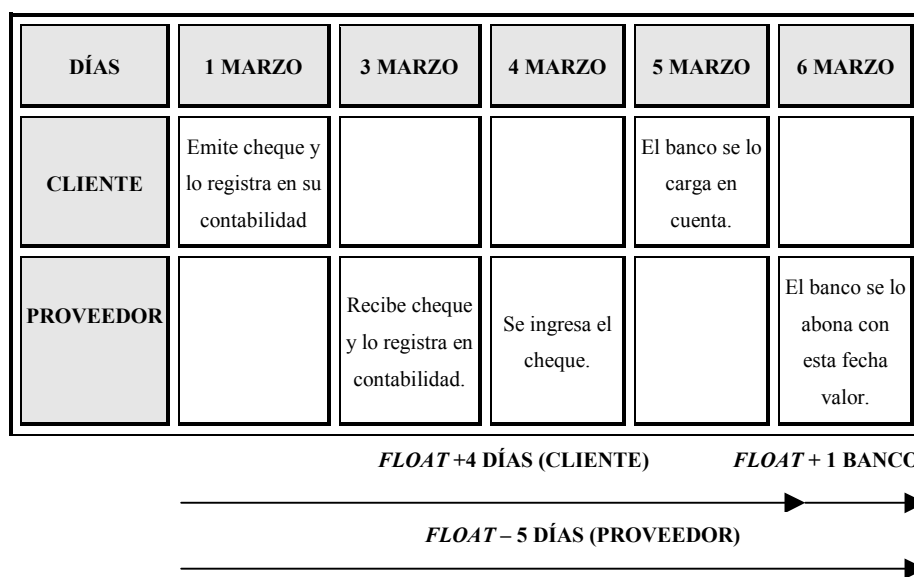 DÍAS
1 MARZO
3 MARZO
4 MARZO
5 MARZO
6 MARZO
CLIENTE
Emite cheque y
lo registra en su
contabilidad
El banco se lo
carga en
cuenta.
PROVEEDOR
Recibe cheque
y lo registra en
contabilidad.
Se ingresa el
cheque.
El banco se lo
abona con
esta fecha
valor.
FLOAT +4 DÍAS (CLIENTE)
FLOAT + 1 BANCO
FLOAT – 5 DÍAS (PROVEEDOR)